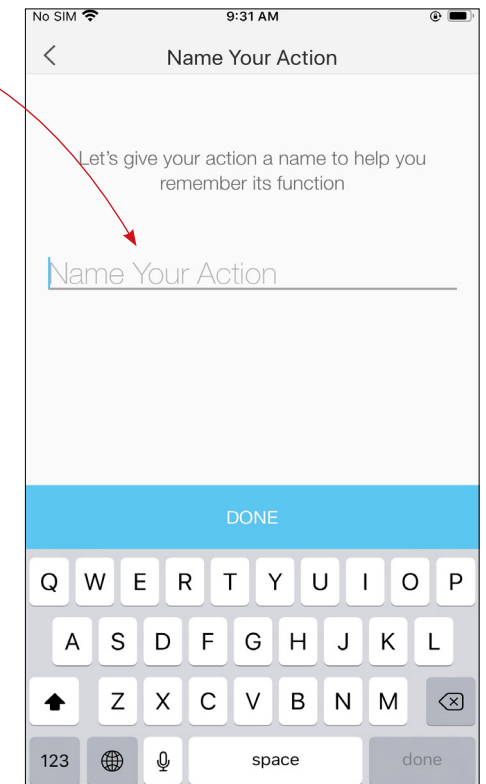 No SIM 9:31 AM
Name Your Action
Let’s give your action a name to help you
remember its function
Name Your Action
DONE
Q W E R T Y U I O P
A S D F G H J K L
Z X C V B N M
123 space done